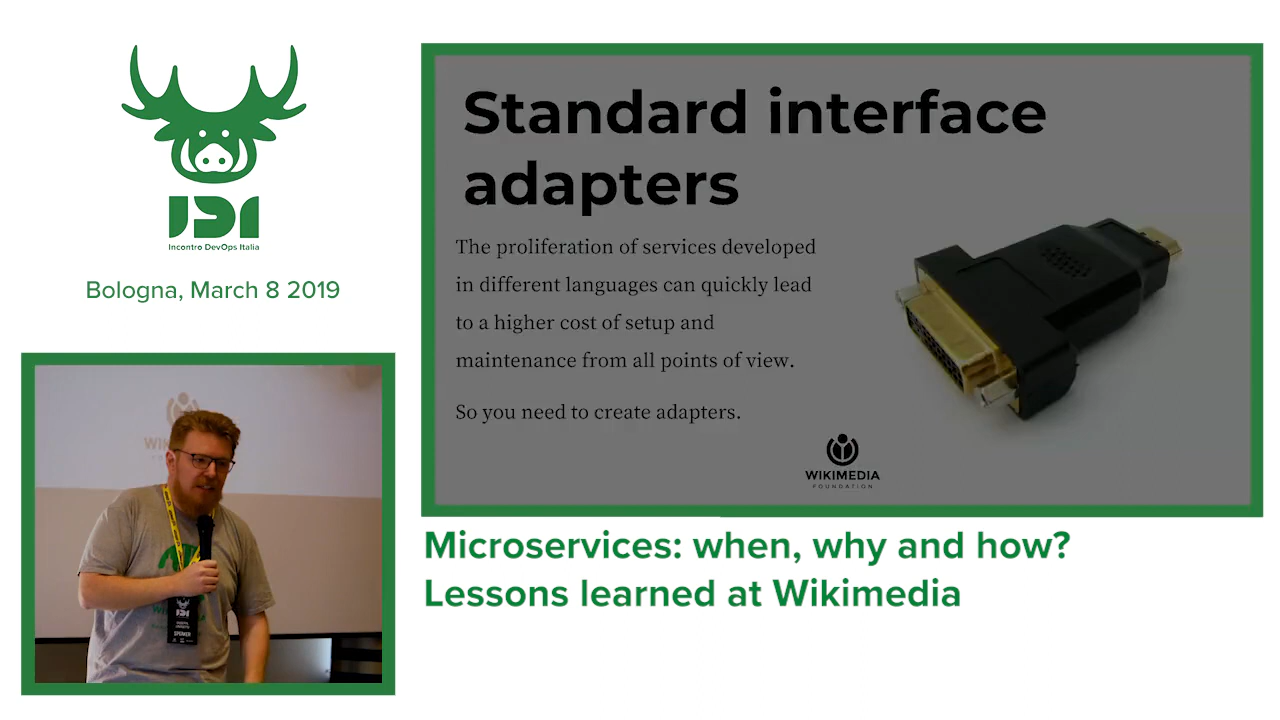 IDI
Incontro DevOps Italia
Bologna, March 8 2019
Standard interface
adapters
The proliferation of services developed
in different languages can quickly lead
to a higher cost of setup and
maintenance from all points of view.
So you need to create adapters.
WIKIMEDIA
FOUNDATION
SPEAKER
Microservices: when, why and how?
Lessons learned at Wikimedia